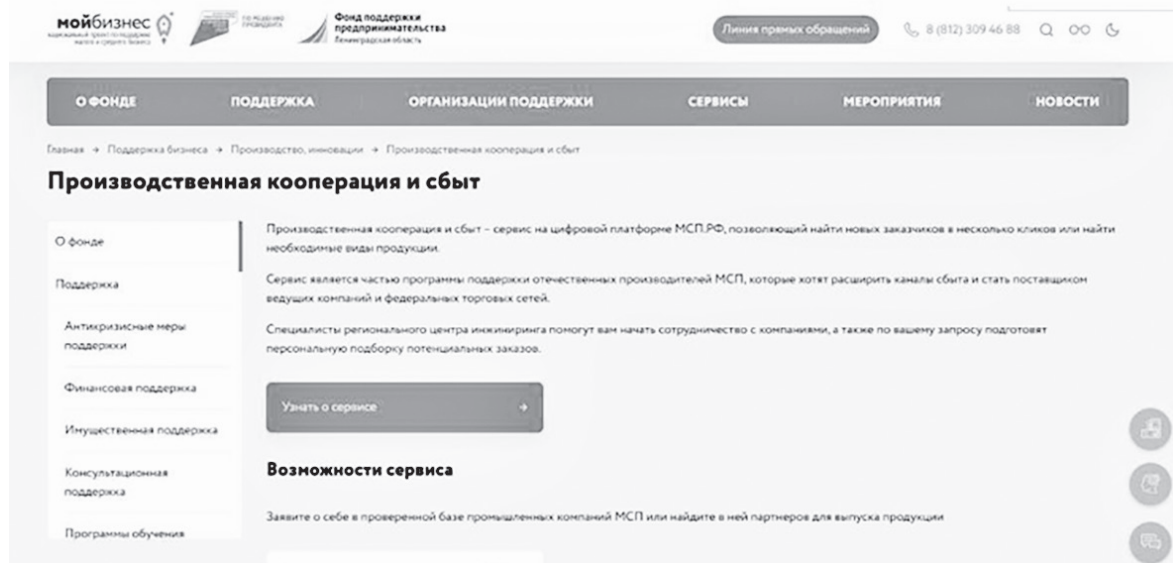 мойбизнес
ПО РЕШЕНИЮ
ПРЕЗИДЕНТА
Фонд поддержки
предпринимательства
Ленинградская область
Линия прямых обращений
8 (812) 309 46 88
О ФОНДЕ
ПОДДЕРЖКА
ОРГАНИЗАЦИИ ПОДДЕРЖКИ
СЕРВИСЫ
МЕРОПРИЯТИЯ
НОВОСТИ
Главная → Поддержка бизнеса → Производство, инновации → Производственная кооперация и сбыт
Производственная кооперация и сбыт
О фонде
Поддержка
Антикризисные меры
поддержки
Финансовая поддержка
Имущественная поддержка
Консультационная
поддержка
Программы обучения
Производственная кооперация и сбыт – сервис на цифровой платформе МСП.РФ, позволяющий найти новых заказчиков в несколько кликов или найти
необходимые виды продукции.
Сервис является частью программы поддержки отечественных производителей МСП, которые хотят расширить каналы сбыта и стать поставщиком
ведущих компаний и федеральных торговых сетей.
Специалисты регионального центра инжиниринга помогут вам начать сотрудничество с компаниями, а также по вашему запросу подготовят
персональную подборку потенциальных заказов.
Узнать о сервисе →
Возможности сервиса
Заявите о себе в проверенной базе промышленных компаний МСП или найдите в ней партнеров для выпуска продукции